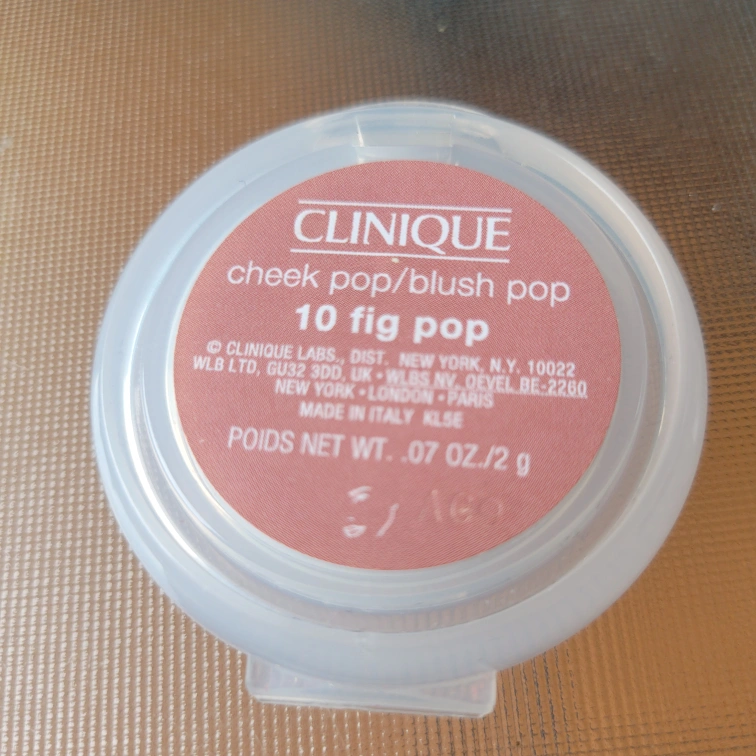 CLINIQUE
cheek pop/blush pop
10 fig pop
© CLINIQUE LABS., DIST. NEW YORK, N.Y. 10022
WLB LTD, GU32 3DD, UK • WLBS NV, OEVEL BE-2260
NEW YORK • LONDON • PARIS
MADE IN ITALY KL5E
POIDS NET WT. .07 OZ./2 g